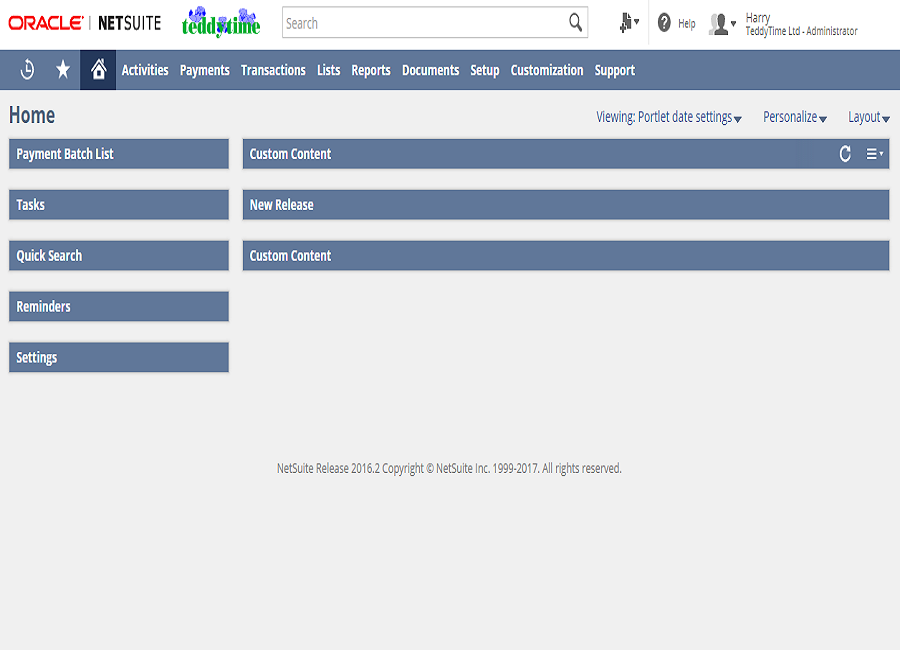 ORACLE | NETSUITE teddytime Search Help Harry
TeddyTime Ltd - Administrator
Activities Payments Transactions Lists Reports Documents Setup Customization Support
Home Viewing: Portlet date settings Personalize Layout
Payment Batch List Custom Content
Tasks New Release
Quick Search Custom Content
Reminders
Settings
NetSuite Release 2016.2 Copyright © NetSuite Inc. 1999-2017. All rights reserved.